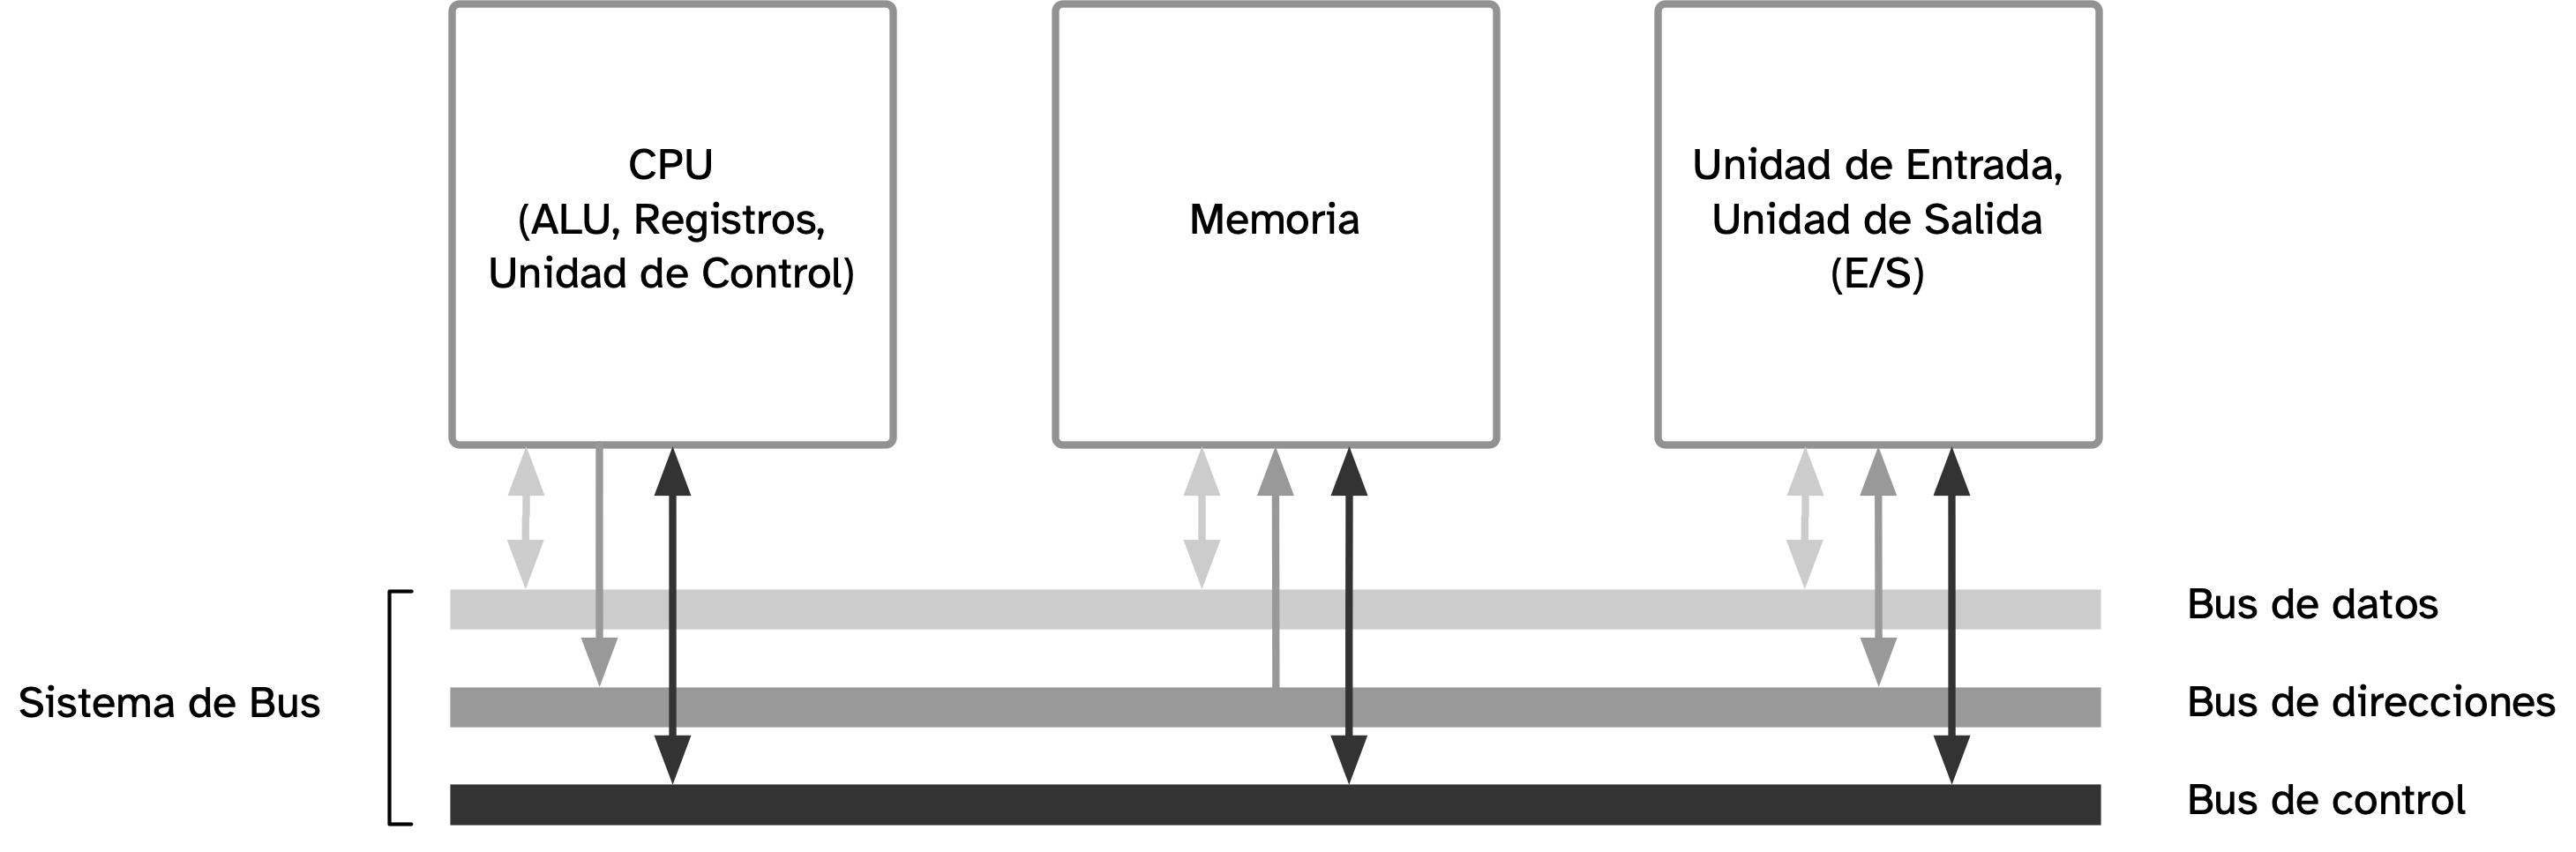 CPU
(ALU, Registros,
Unidad de Control)
Memoria
Unidad de Entrada,
Unidad de Salida
(E/S)
Sistema de Bus
Bus de datos
Bus de direcciones
Bus de control